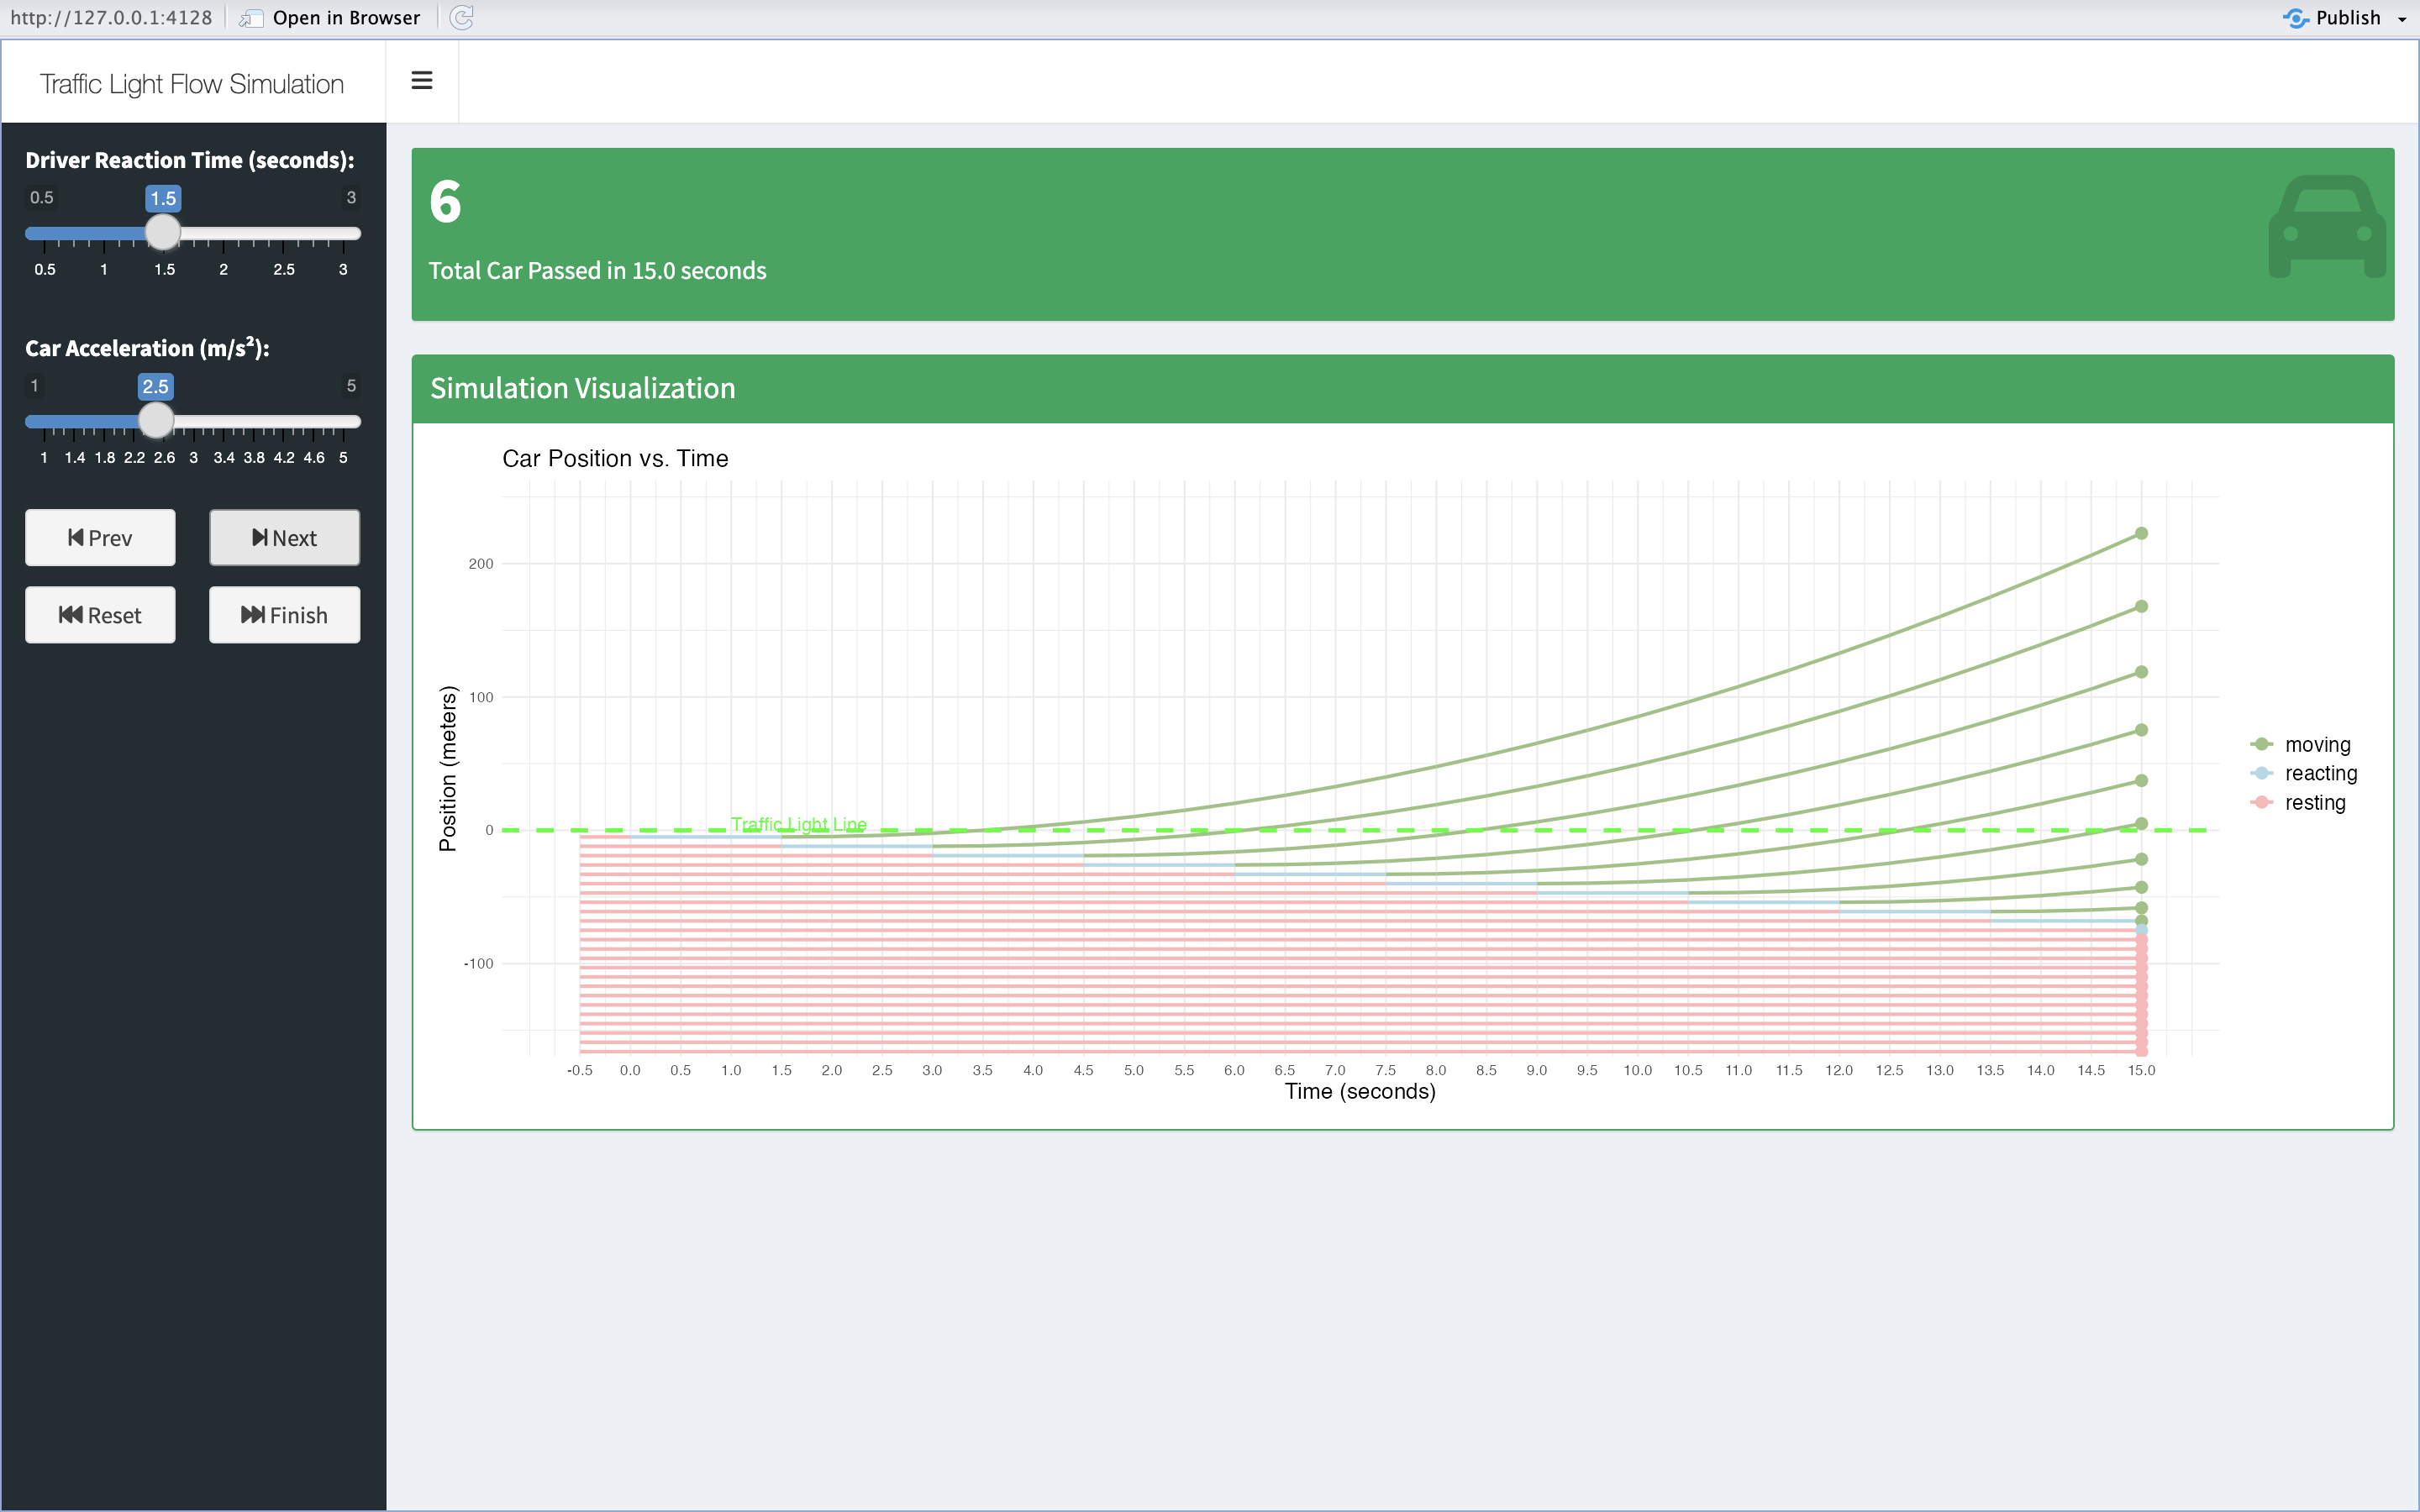 http://127.0.0.1:4128 Open in Browser Publish
Traffic Light Flow Simulation
Driver Reaction Time (seconds):
0.5 1.5 3
0.5 1 1.5 2 2.5 3
Car Acceleration (m/s²):
1 2.5 5
1 1.4 1.8 2.2 2.6 3 3.4 3.8 4.2 4.6 5
Prev Next
Reset Finish
6
Total Car Passed in 15.0 seconds
Simulation Visualization
Car Position vs. Time
Position (meters)
200
100
0
-100
Traffic Light Line
-0.5 0.0 0.5 1.0 1.5 2.0 2.5 3.0 3.5 4.0 4.5 5.0 5.5 6.0 6.5 7.0 7.5 8.0 8.5 9.0 9.5 10.0 10.5 11.0 11.5 12.0 12.5 13.0 13.5 14.0 14.5 15.0
Time (seconds)
moving
reacting
resting